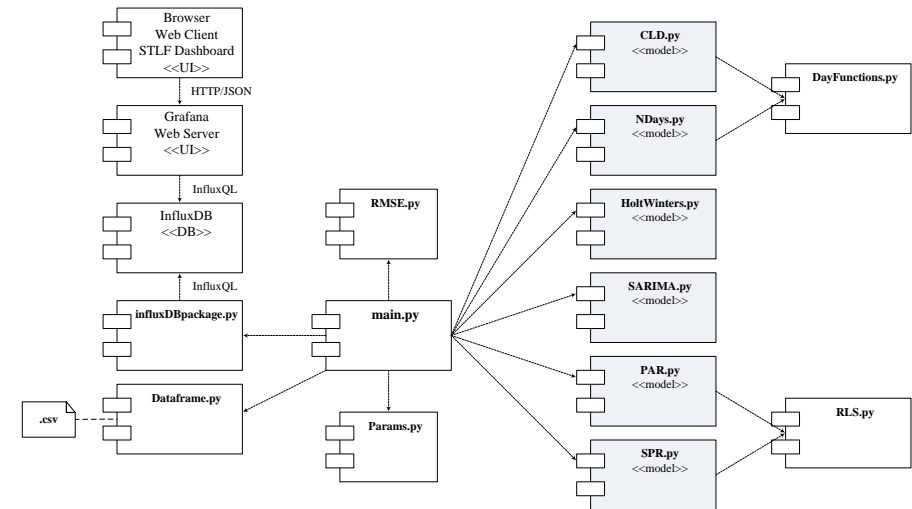 Browser
Web Client
STLF Dashboard
<<UI>>
HTTP/JSON
Grafana
Web Server
<<UI>>
InfluxQL
InfluxDB
<<DB>>
InfluxQL
influxDBpackage.py
Dataframe.py
.csv
RMSE.py
main.py
Params.py
CLD.py
<<model>>
NDays.py
<<model>>
HoltWinters.py
<<model>>
SARIMA.py
<<model>>
PAR.py
<<model>>
SPR.py
<<model>>
DayFunctions.py
RLS.py